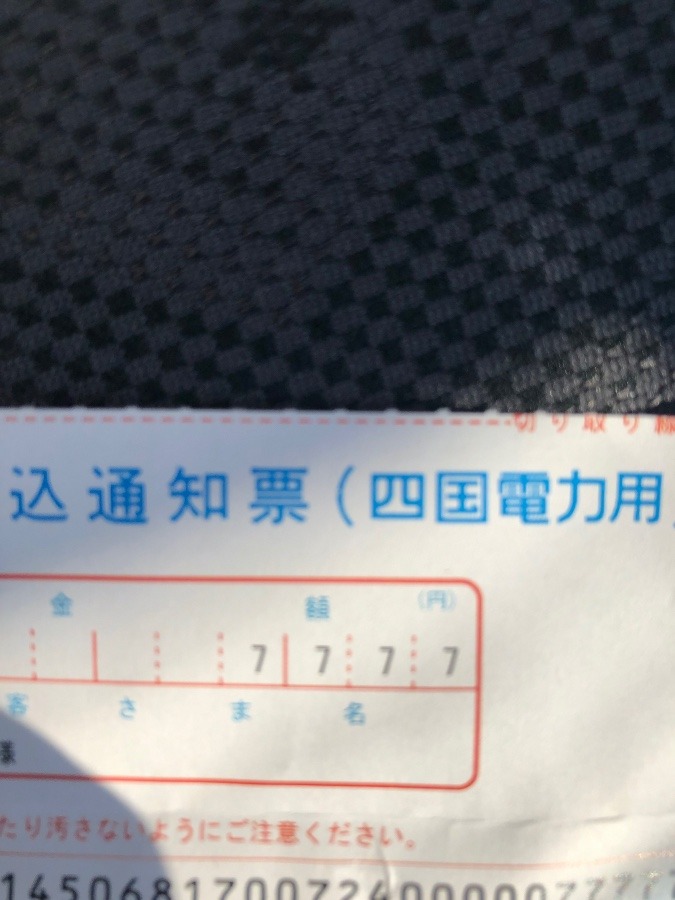 切り取り線
込通知票(四国電力用)
金 額 (円)
7 7 7 7
客さま名
様
たり汚さないようにご注意ください。